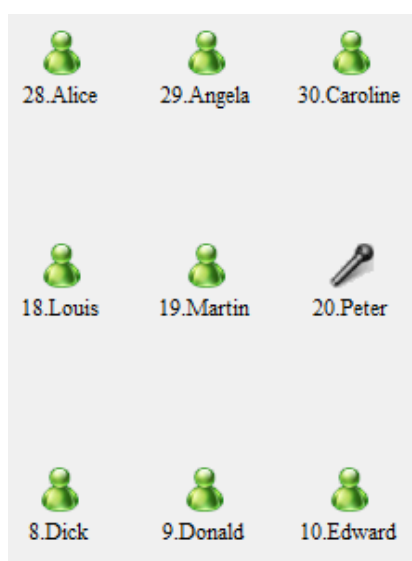 28.Alice 29.Angela 30.Caroline
18.Louis 19.Martin 20.Peter
8.Dick 9.Donald 10.Edward